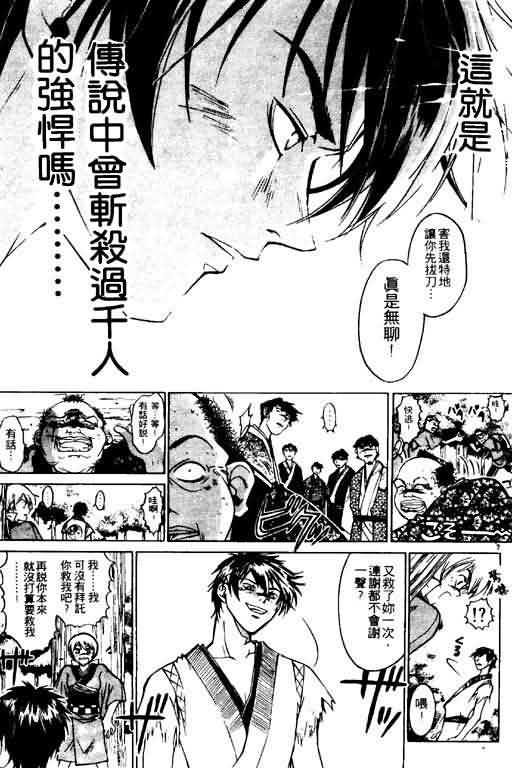 這就是
傳說中曾斬殺過千人
的強悍嗎………
害我還特地
讓你先拔刀…
真是無聊！
哇！
快逃！
……
等…等
有話好說！
有話…
哇啊！
7
!?
喂！
又救了妳一次，
連謝都不會謝
一聲？
我…我
可沒有拜託
你救我吧？
再說你本來
就沒打算要救我